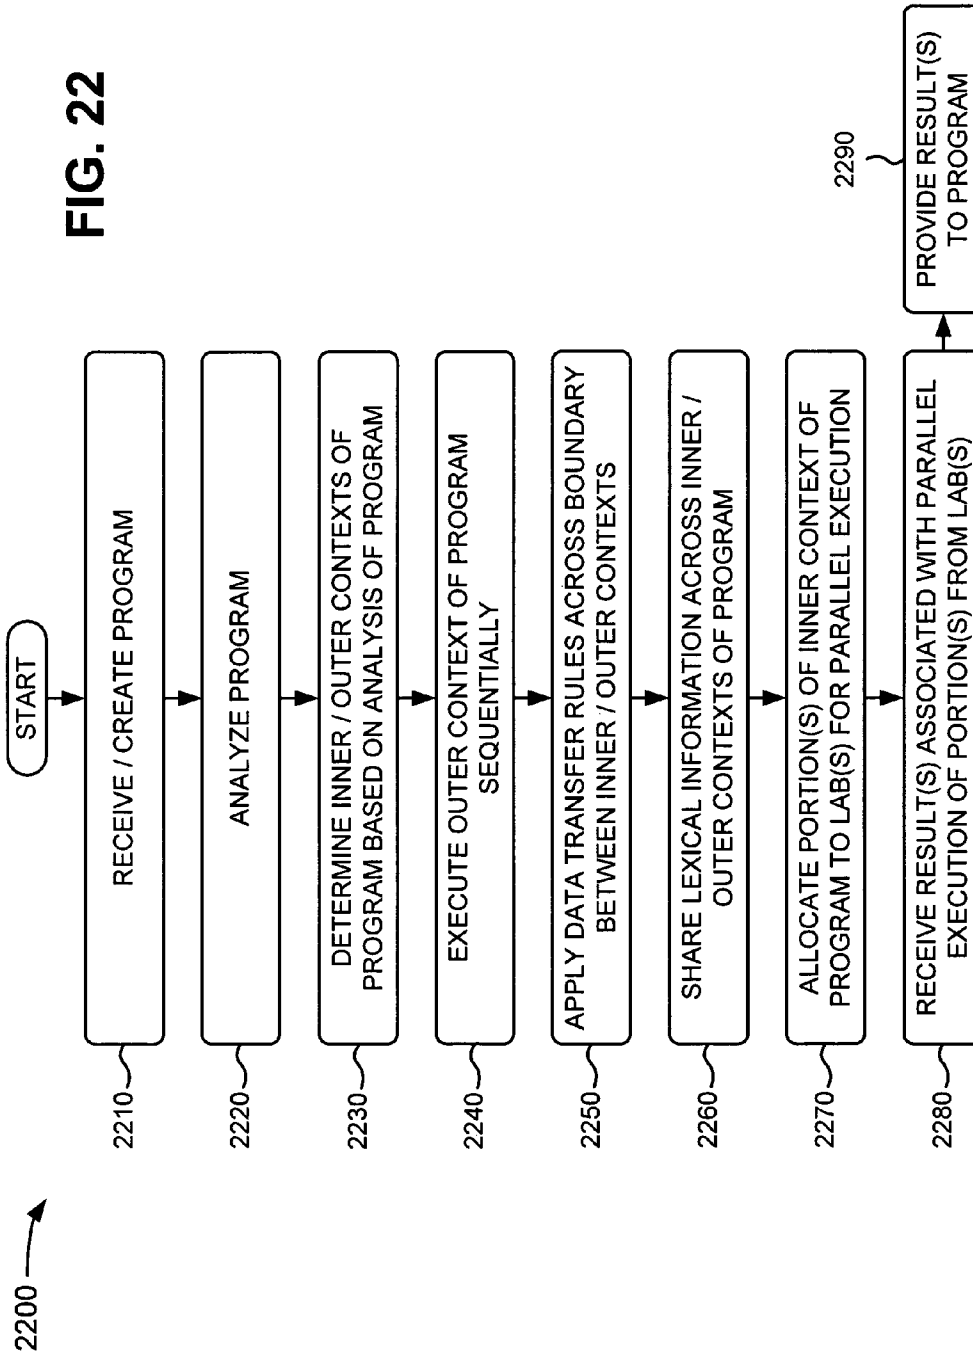 FIG. 22
2200
START
2210
RECEIVE / CREATE PROGRAM
2220
ANALYZE PROGRAM
2230
DETERMINE INNER / OUTER CONTEXTS OF
PROGRAM BASED ON ANALYSIS OF PROGRAM
2240
EXECUTE OUTER CONTEXT OF PROGRAM
SEQUENTIALLY
2250
APPLY DATA TRANSFER RULES ACROSS BOUNDARY
BETWEEN INNER / OUTER CONTEXTS
2260
SHARE LEXICAL INFORMATION ACROSS INNER /
OUTER CONTEXTS OF PROGRAM
2270
ALLOCATE PORTION(S) OF INNER CONTEXT OF
PROGRAM TO LAB(S) FOR PARALLEL EXECUTION
2280
RECEIVE RESULT(S) ASSOCIATED WITH PARALLEL
EXECUTION OF PORTION(S) FROM LAB(S)
2290
PROVIDE RESULT(S)
TO PROGRAM